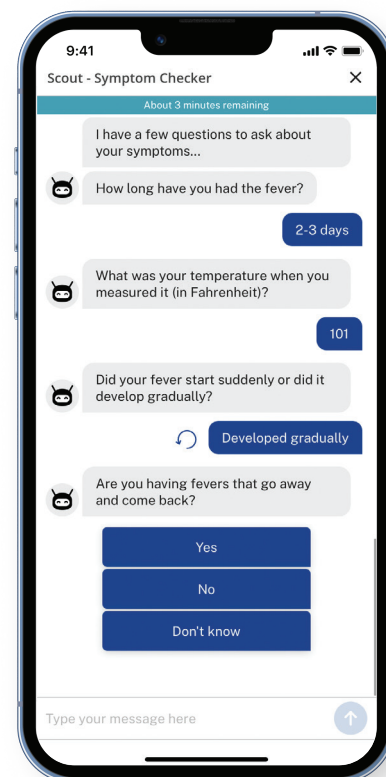 9:41
Scout - Symptom Checker
About 3 minutes remaining
I have a few questions to ask about
your symptoms...
How long have you had the fever?
2-3 days
What was your temperature when you
measured it (in Fahrenheit)?
101
Did your fever start suddenly or did it
develop gradually?
Developed gradually
Are you having fevers that go away
and come back?
Yes
No
Don't know
Type your message here